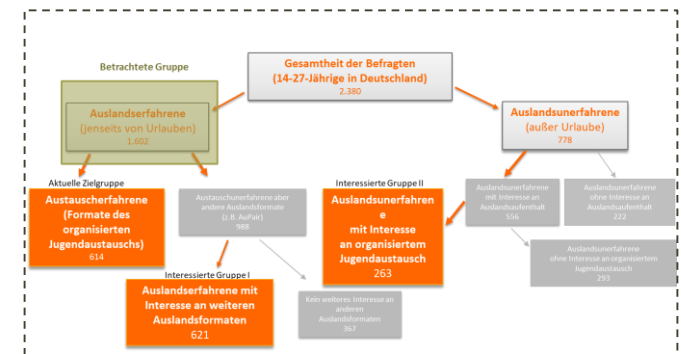 Betrachtete Gruppe
Gesamtheit der Befragten
(14-27-Jährige in Deutschland)
2.380
Auslandserfahrene
(jenseits von Urlauben)
1.602
Auslandsunerfahrene
(außer Urlaube)
778
Aktuelle Zielgruppe
Austauscherfahrene
(Formate des
organisierten
Jugendaustauschs)
614
Austauschunerfahrene aber
andere Auslandsformate
(z.B. AuPair)
988
Interessierte Gruppe II
Auslandsunerfahren
e
mit Interesse
an organisiertem
Jugendaustausch
263
Auslandsunerfahrene
mit Interesse an
Auslandsaufenthalt
556
Auslandsunerfahrene
ohne Interesse an
Auslandsaufenthalt
222
Auslandsunerfahrene
ohne Interesse an organisiertem
Jugendaustausch
293
Interessierte Gruppe I
Auslandserfahrene mit
Interesse an weiteren
Auslandsformaten
621
Kein weiteres Interesse an
anderen
Auslandsformaten
367